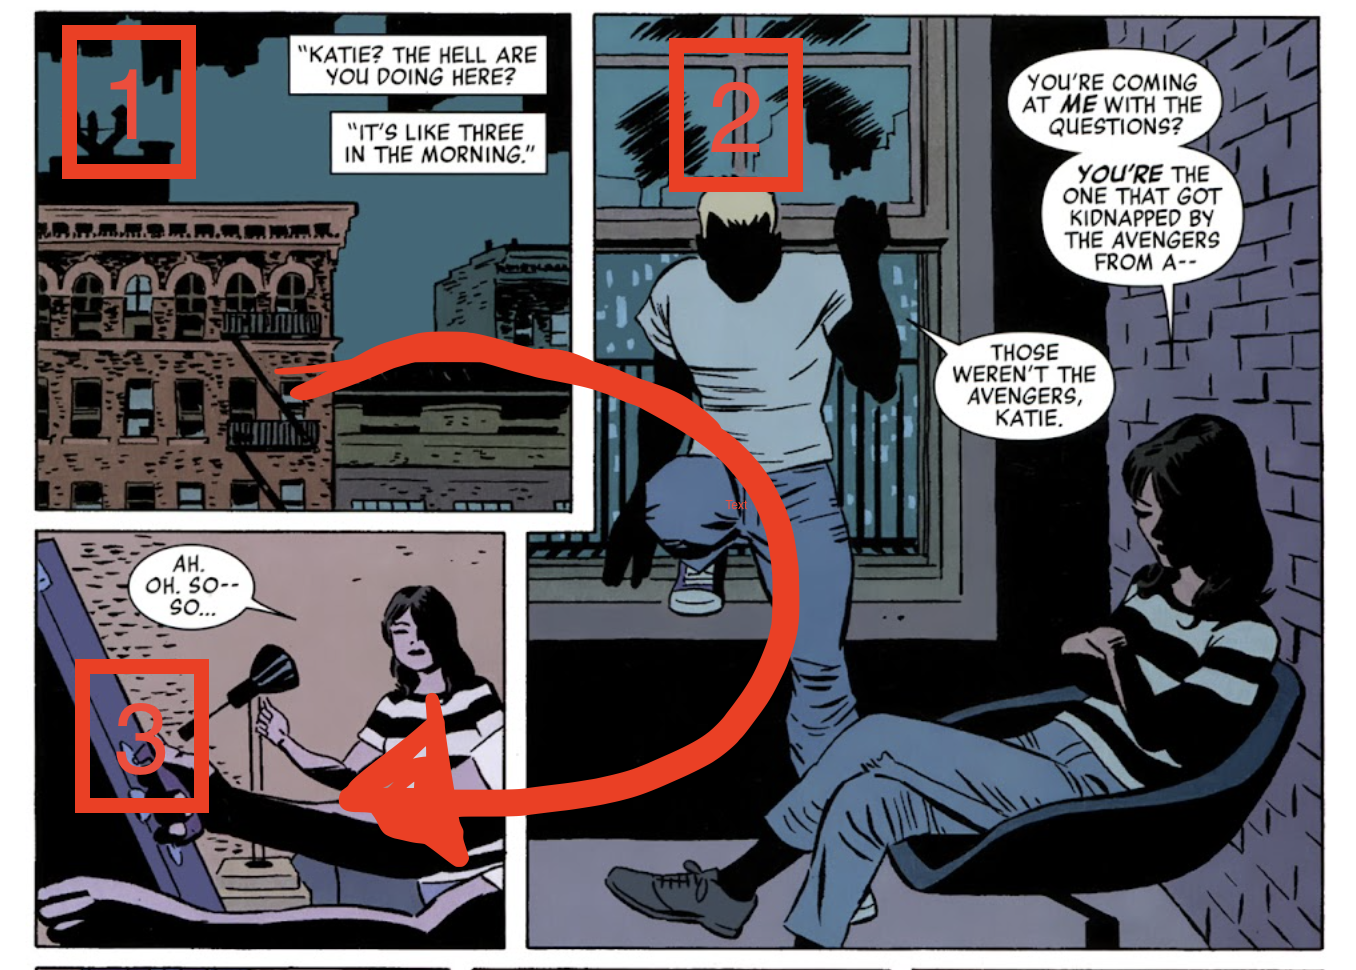 1
"KATIE? THE HELL ARE
YOU DOING HERE?
"IT'S LIKE THREE
IN THE MORNING."
2
YOU'RE COMING
AT ME WITH THE
QUESTIONS?
YOU'RE THE
ONE THAT GOT
KIDNAPPED BY
THE AVENGERS
FROM A--
THOSE
WEREN'T THE
AVENGERS,
KATIE.
Text
AH.
OH. SO--
SO...
3